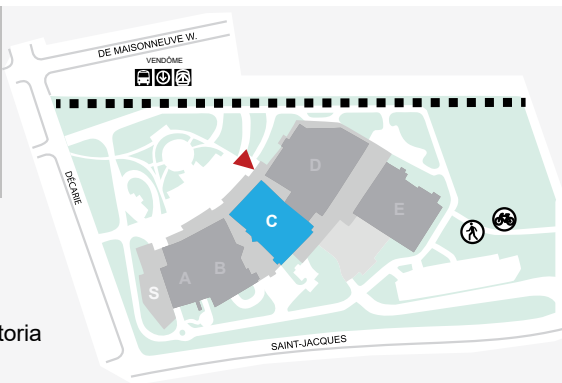 DE MAISONNEUVE W.
VENDÔME
DÉCARIE
D
C
E
B
A
S
toria
SAINT-JACQUES